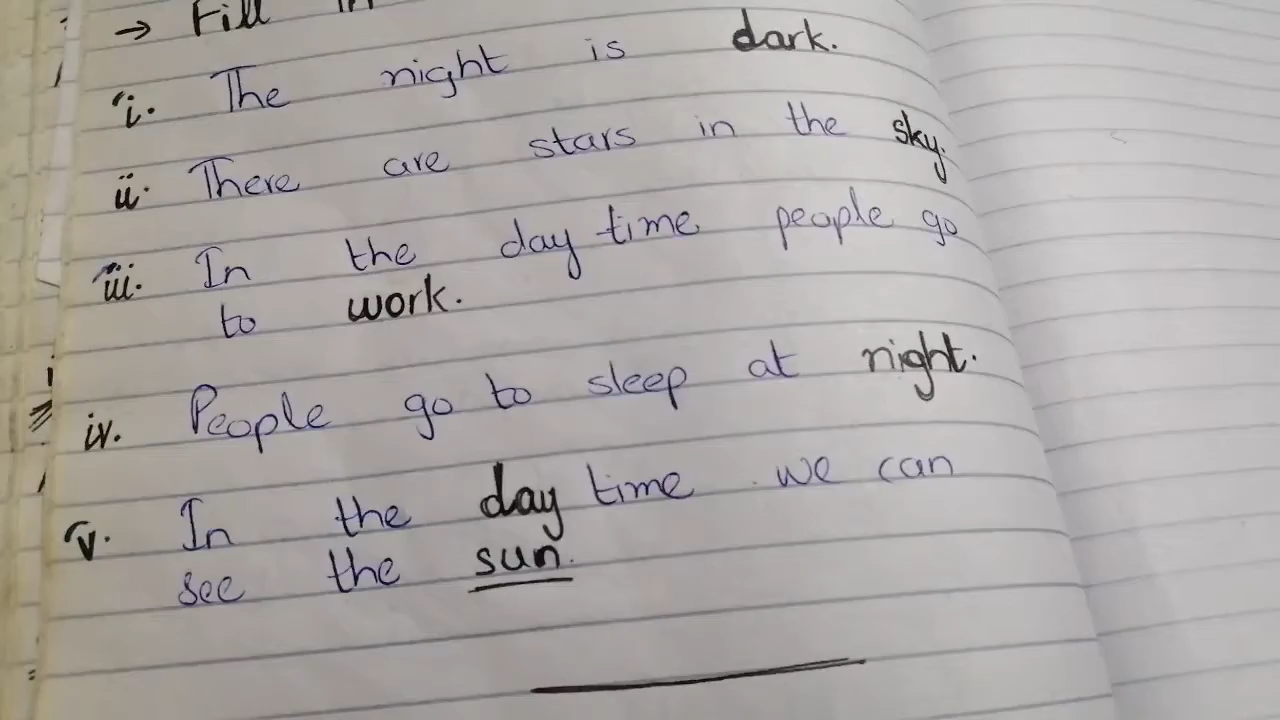 → Fill in
i. The night is dark.
ii. There are stars in the sky.
iii. In the day time people go
to work.
iv. People go to sleep at night.
v. In the day time we can
see the sun.